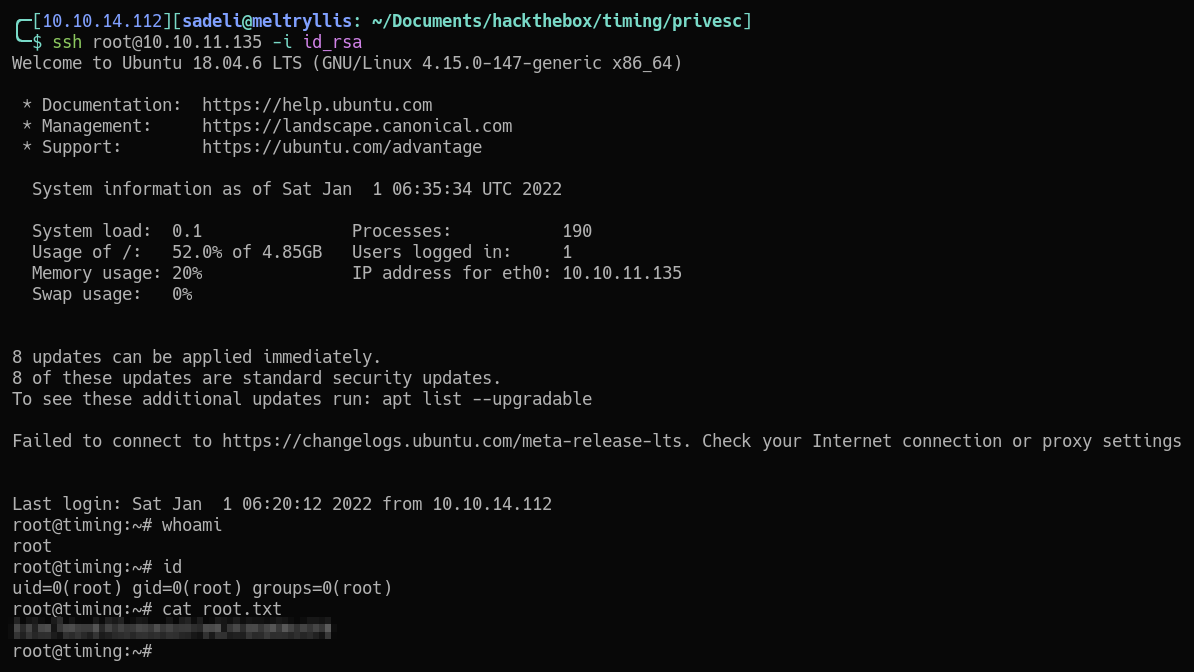 [10.10.14.112][sadeli@meltryllis: ~/Documents/hackthebox/timing/privesc]
$ ssh root@10.10.11.135 -i id_rsa
Welcome to Ubuntu 18.04.6 LTS (GNU/Linux 4.15.0-147-generic x86_64)

 * Documentation:  https://help.ubuntu.com
 * Management:     https://landscape.canonical.com
 * Support:        https://ubuntu.com/advantage

  System information as of Sat Jan  1 06:35:34 UTC 2022

  System load:  0.1               Processes:           190
  Usage of /:   52.0% of 4.85GB   Users logged in:     1
  Memory usage: 20%               IP address for eth0: 10.10.11.135
  Swap usage:   0%

8 updates can be applied immediately.
8 of these updates are standard security updates.
To see these additional updates run: apt list --upgradable

Failed to connect to https://changelogs.ubuntu.com/meta-release-lts. Check your Internet connection or proxy settings

Last login: Sat Jan  1 06:20:12 2022 from 10.10.14.112
root@timing:~# whoami
root
root@timing:~# id
uid=0(root) gid=0(root) groups=0(root)
root@timing:~# cat root.txt
root@timing:~#